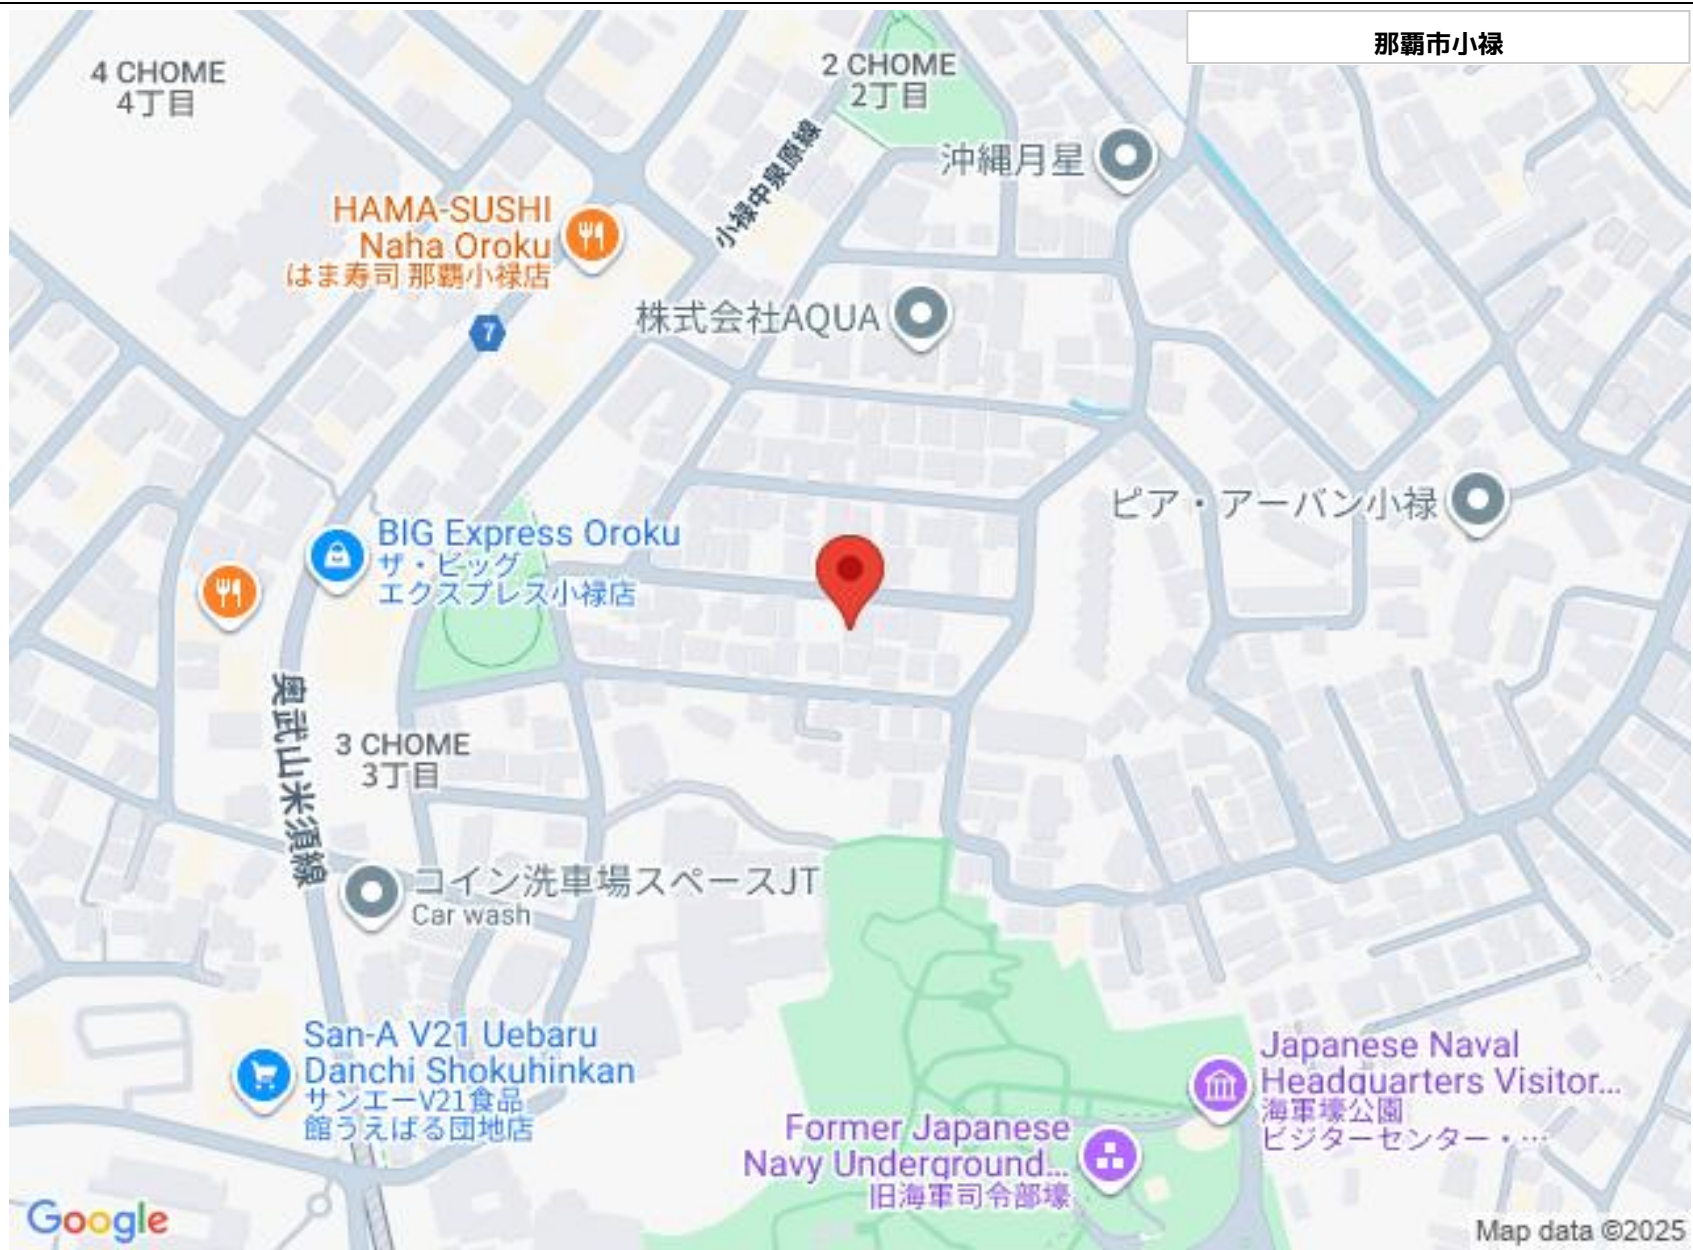 那覇市小禄
4 CHOME
4丁目
2 CHOME
2丁目
小禄中泉原線
沖縄月星
HAMA-SUSHI
Naha Oroku
はま寿司 那覇小禄店
7
株式会社AQUA
ピア・アーバン小禄
BIG Express Oroku
ザ・ビッグ
エクスプレス小禄店
奥武山米須線
3 CHOME
3丁目
コイン洗車場スペースJT
Car wash
San-A V21 Uebaru
Danchi Shokuhinkan
サンエーV21食品
館うえばる団地店
Japanese Naval
Headquarters Visitor...
海軍壕公園
ビジターセンター・…
Former Japanese
Navy Underground...
旧海軍司令部壕
Google
Map data ©2025